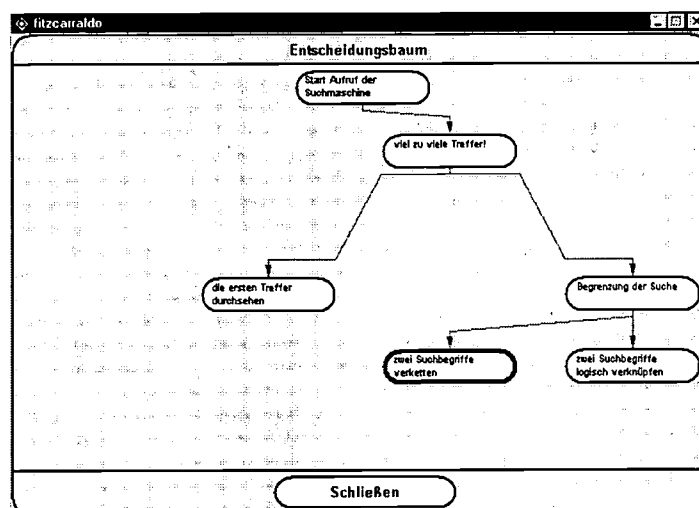 fitzcarraldo
Entscheidungsbaum
Start Aufruf der
Suchmaschine
viel zu viele Treffer!
die ersten Treffer
durchsehen
Begrenzung der Suche
zwei Suchbegriffe
verketten
zwei Suchbegriffe
logisch verknüpfen
Schließen